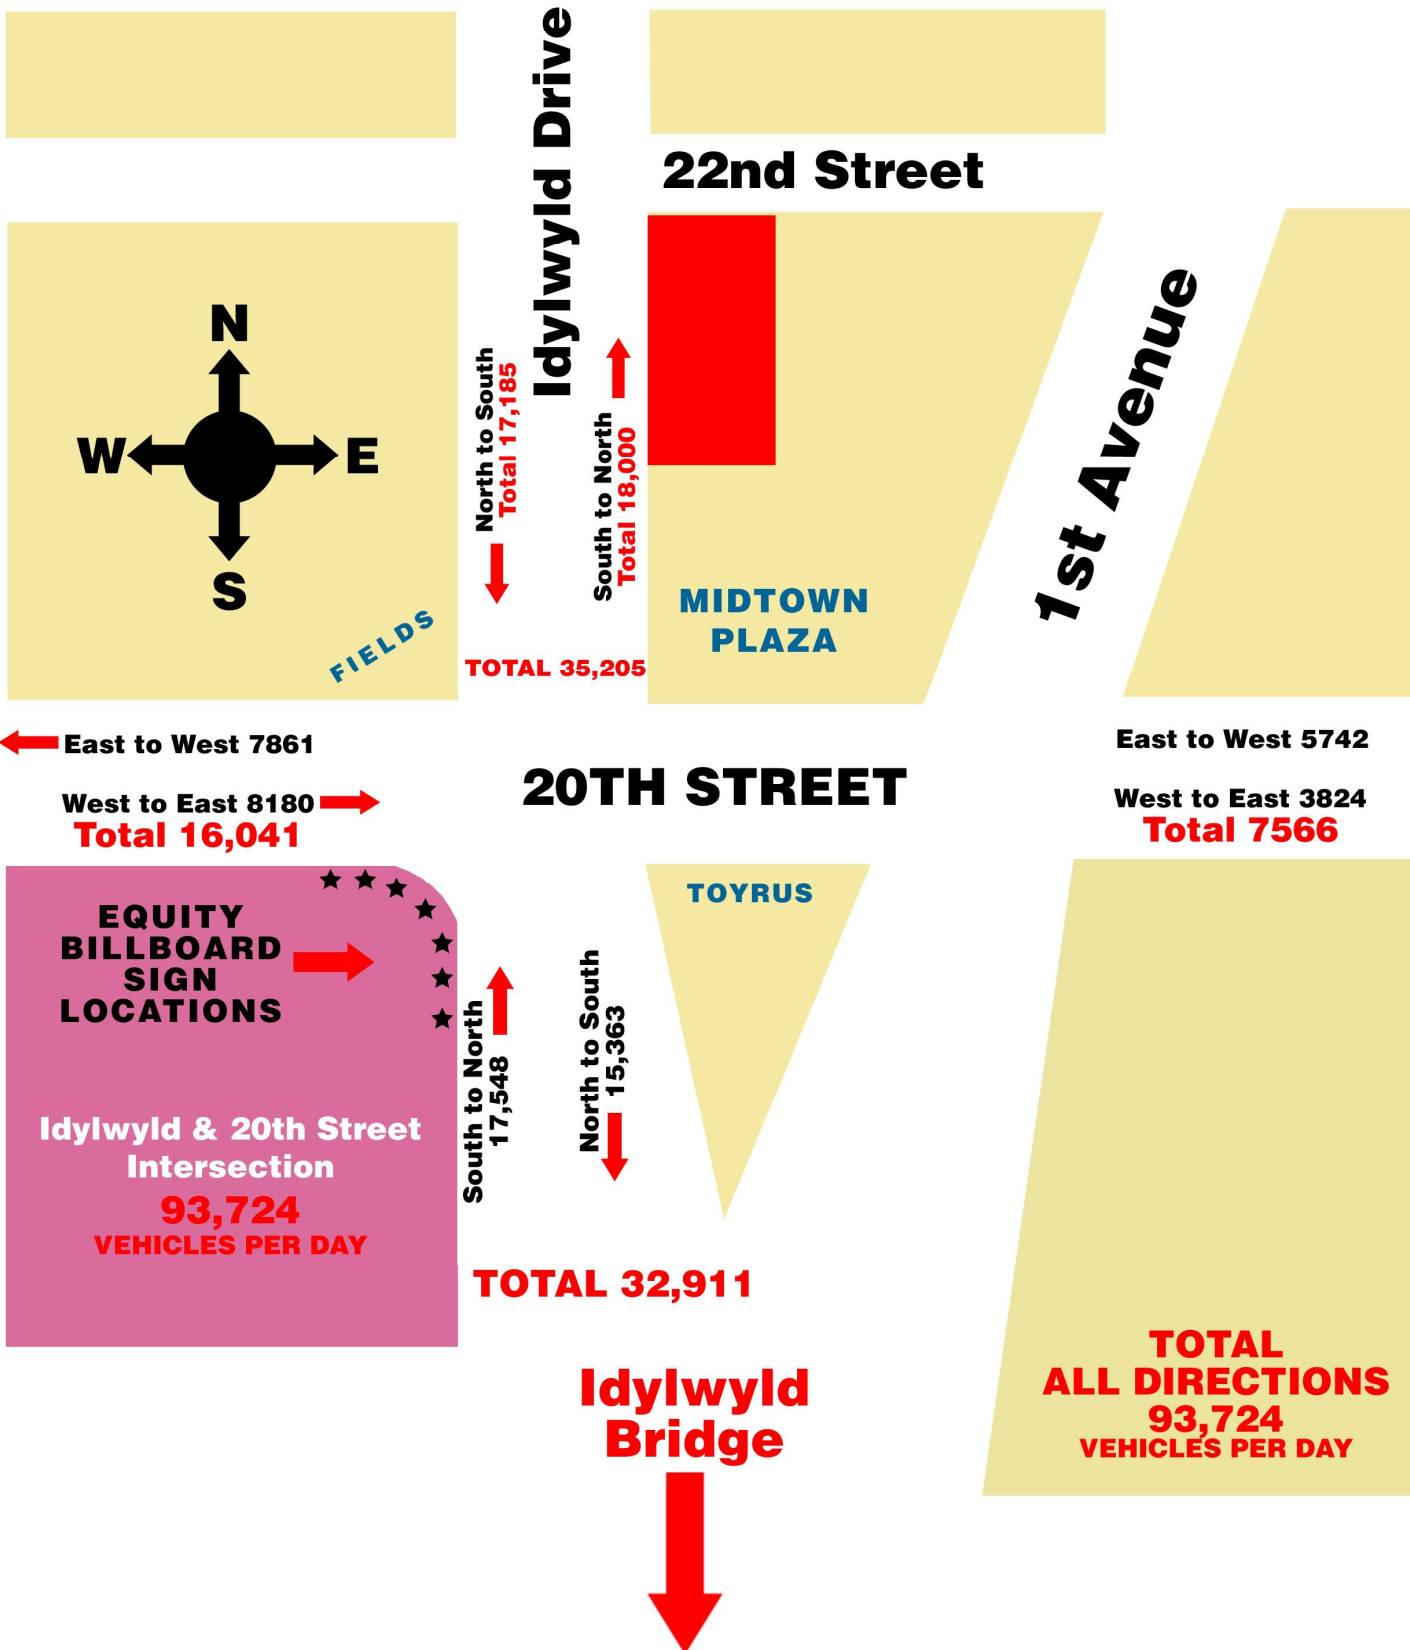 Idylwyld Drive
22nd Street
1st Avenue
N
W
E
S
FIELDS
North to South
Total 17,185
South to North
Total 18,000
TOTAL 35,205
MIDTOWN
PLAZA
East to West 7861
West to East 8180
Total 16,041
20TH STREET
East to West 5742
West to East 3824
Total 7566
EQUITY
BILLBOARD
SIGN
LOCATIONS
Idylwyld & 20th Street
Intersection
93,724
VEHICLES PER DAY
South to North
17,548
North to South
15,363
TOYRUS
TOTAL 32,911
Idylwyld
Bridge
TOTAL
ALL DIRECTIONS
93,724
VEHICLES PER DAY